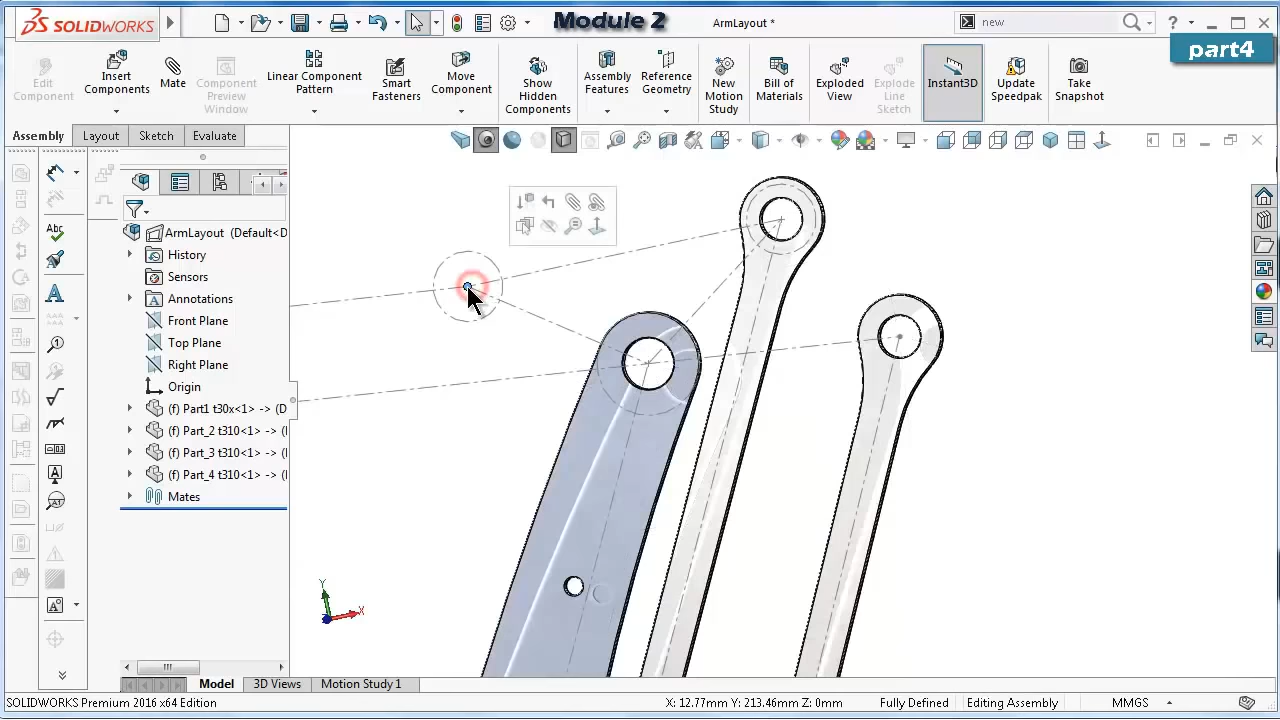 SOLIDWORKS
Module 2
ArmLayout *
new
part4
Edit
Component
Insert
Components
Mate
Component
Preview
Window
Linear Component
Pattern
Smart
Fasteners
Move
Component
Show
Hidden
Components
Assembly
Features
Reference
Geometry
New
Motion
Study
Bill of
Materials
Exploded
View
Explode
Line
Sketch
Instant3D
Update
Speedpak
Take
Snapshot
Assembly
Layout
Sketch
Evaluate
ArmLayout (Default<D
History
Sensors
Annotations
Front Plane
Top Plane
Right Plane
Origin
(f) Part1 t30x<1> -> (D
(f) Part_2 t310<1> -> (
(f) Part_3 t310<1> -> (
(f) Part_4 t310<1> -> (
Mates
Y
X
Model
3D Views
Motion Study 1
SOLIDWORKS Premium 2016 x64 Edition
X: 12.77mm Y: 213.46mm Z: 0mm
Fully Defined
Editing Assembly
MMGS